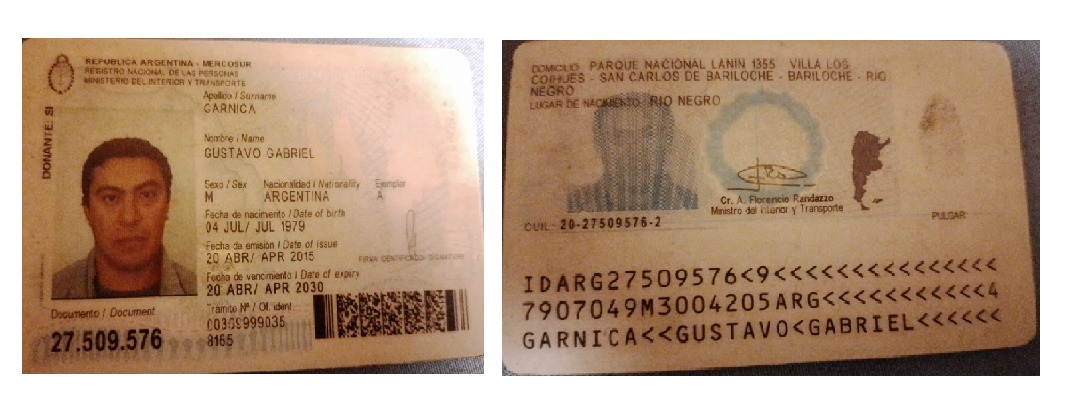 REPUBLICA ARGENTINA - MERCOSUR
REGISTRO NACIONAL DE LAS PERSONAS
MINISTERIO DEL INTERIOR Y TRANSPORTE
Apellido / Surname
GARNICA
Nombre / Name
GUSTAVO GABRIEL
Sexo / Sex Nacionalidad / Nationality Ejemplar
M ARGENTINA A
Fecha de nacimiento / Date of birth
04 JUL/ JUL 1979
Fecha de emisión / Date of issue
20 ABR/ APR 2015
FIRMA IDENTIFICADO / SIGNATURE
Fecha de vencimiento / Date of expiry
20 ABR/ APR 2030
Trámite Nº / Of. ident
8165
Documento / Document
27.509.576
DONANTE: SI
DOMICILIO: PARQUE NACIONAL LANIN 1355 VILLA LOS
COIHUES - SAN CARLOS DE BARILOCHE - BARILOCHE - RIO
NEGRO
LUGAR DE NACIMIENTO: RIO NEGRO
Cr. A. Florencio Randazzo
Ministro del Interior y Transporte
CUIL: 20-27509576-2
PULGAR
IDARG27509576<9<<<<<<<<<<<<<<<
7907049M3004205ARG<<<<<<<<<<<4
GARNICA<<GUSTAVO<GABRIEL<<<<<<